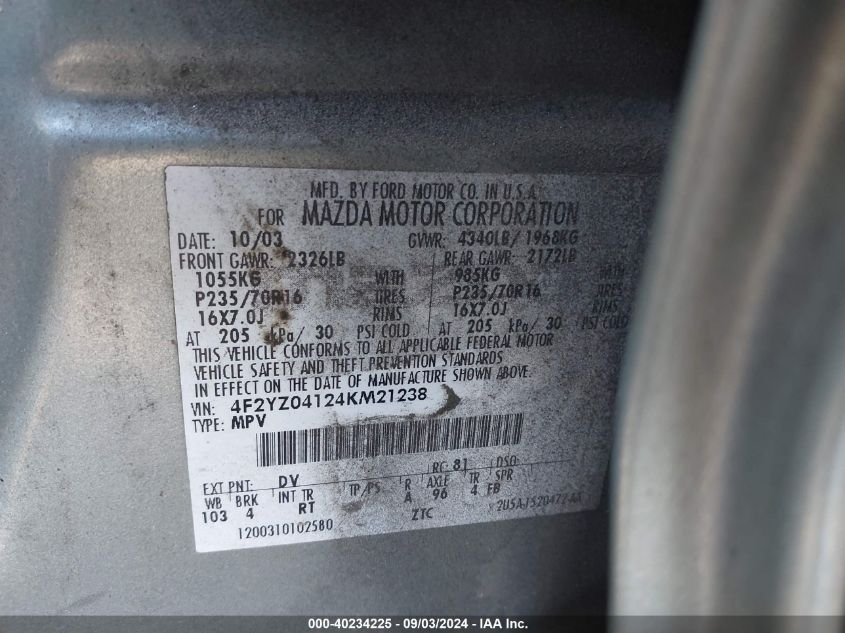 MFD. BY FORD MOTOR CO. IN U.S.A.
FOR MAZDA MOTOR CORPORATION
DATE: 10/03 GVWR: 4340LB/ 1968KG
FRONT GAWR: 2326LB REAR GAWR: 2172LB
1055KG WITH 985KG WITH
P235/70R16 TIRES P235/70R16 TIRES
16X7.0J RIMS 16X7.0J RIMS
AT 205 kPa/ 30 PSI COLD AT 205 kPa/ 30 PSI COLD
THIS VEHICLE CONFORMS TO ALL APPLICABLE FEDERAL MOTOR
VEHICLE SAFETY AND THEFT PREVENTION STANDARDS
IN EFFECT ON THE DATE OF MANUFACTURE SHOWN ABOVE.
VIN: 4F2YZ04124KM21238
TYPE: MPV
EXT PNT: DV RC: 81 DSO:
WB BRK INT TR TP/PS R AXLE TR SPR
103 4 RT A 96 4 FB
1200310102580 ZTC
000-40234225 - 09/03/2024 - IAA Inc.